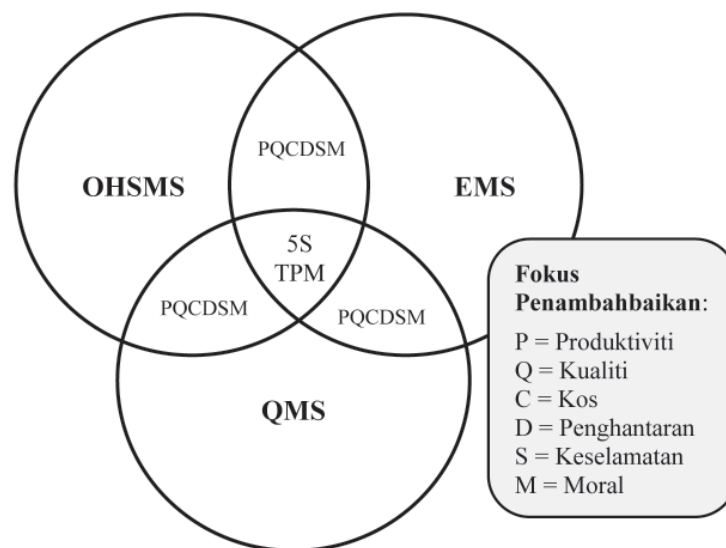 PQCDSM
OHSMS
EMS
5S
TPM
PQCDSM
PQCDSM
QMS
Fokus
Penambahbaikan:
P = Produktiviti
Q = Kualiti
C = Kos
D = Penghantaran
S = Keselamatan
M = Moral